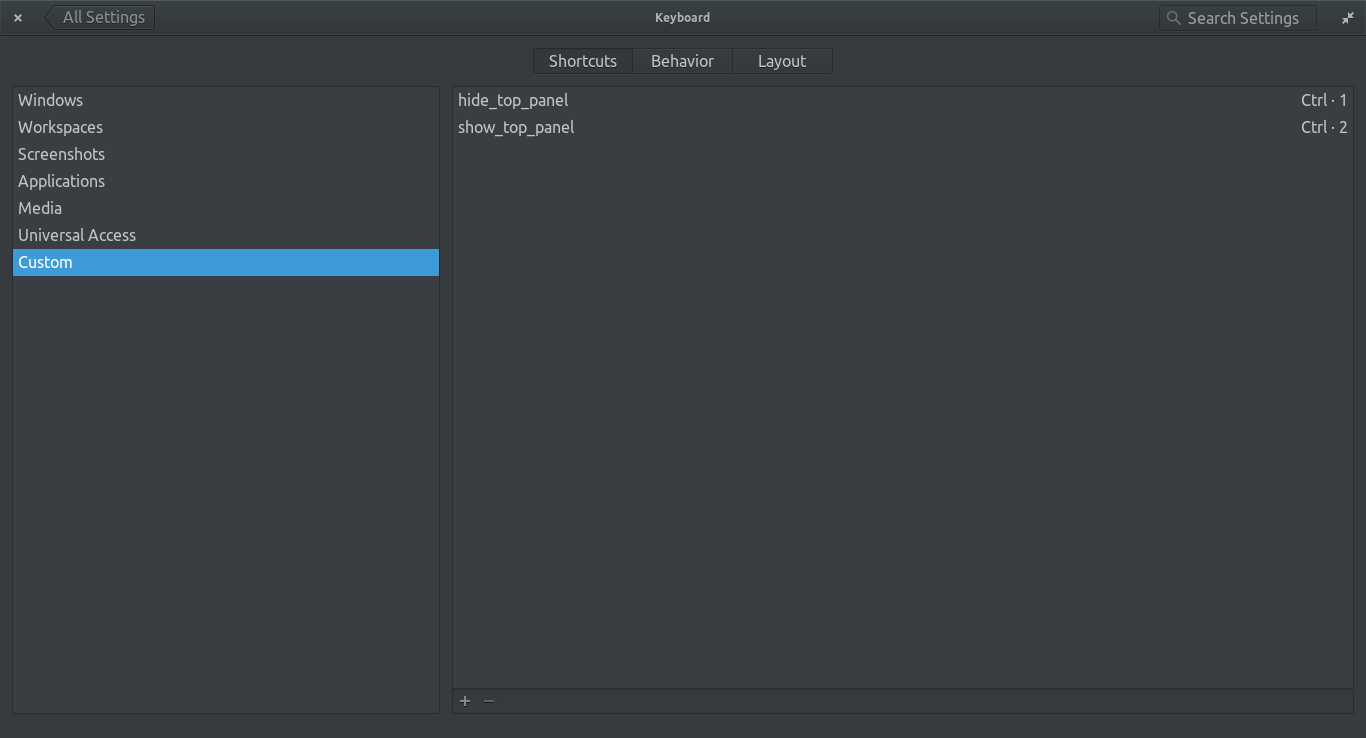 All Settings
Keyboard
Search Settings
Shortcuts
Behavior
Layout
Windows
Workspaces
Screenshots
Applications
Media
Universal Access
Custom
hide_top_panel Ctrl · 1
show_top_panel Ctrl · 2